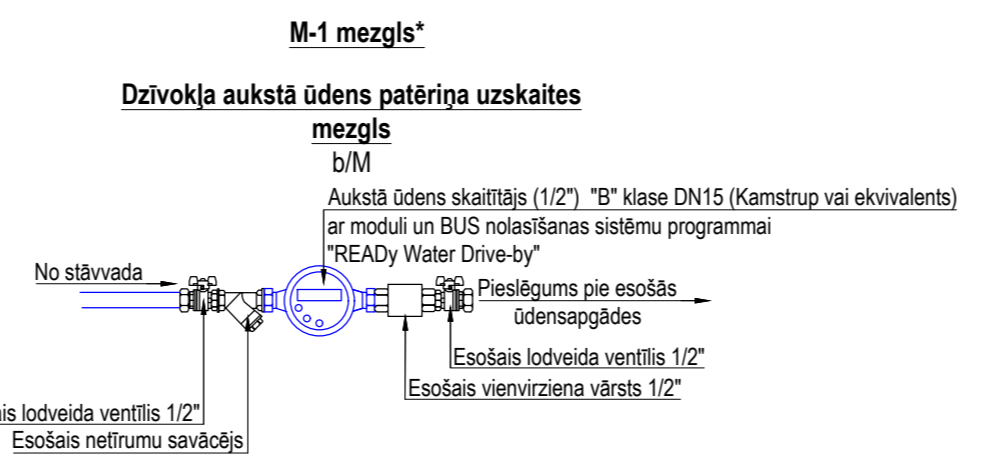 M-1 mezgls*
Dzīvokļa aukstā ūdens patēriņa uzskaites
mezgls
b/M
Aukstā ūdens skaitītājs (1/2") "B" klase DN15 (Kamstrup vai ekvivalents)
ar moduli un BUS nolasīšanas sistēmu programmai
"READy Water Drive-by"
No stāvvada
Pieslēgums pie esošās
ūdensapgādes
Esošais lodveida ventīlis 1/2"
Esošais vienvirziena vārsts 1/2"
lodveida ventīlis 1/2"
Esošais netīrumu savācējs